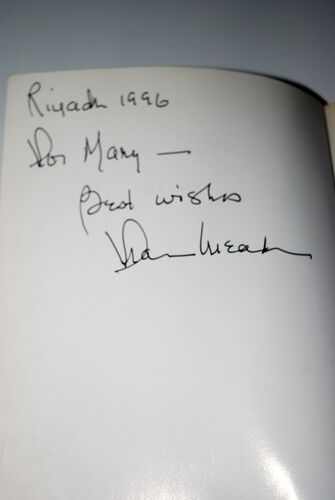 Riyadh 1996
For Mary —
Best wishes